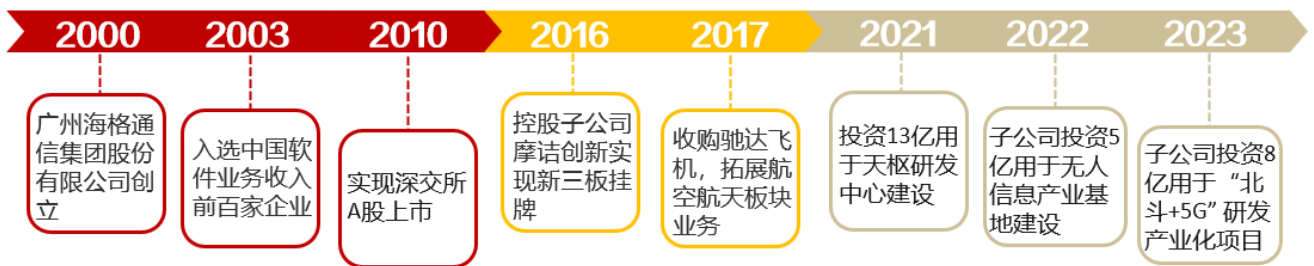 2000
2003
2010
2016
2017
2021
2022
2023
广州海格通
信集团股份
有限公司创
立
入选中国软
件业务收入
前百家企业
实现深交所
A股上市
控股子公司
摩诘创新实
现新三板挂
牌
收购驰达飞
机，拓展航
空航天板块
业务
投资13亿用
于天枢研发
中心建设
子公司投资5
亿用于无人
信息产业基
地建设
子公司投资8
亿用于“北
斗+5G”研发
产业化项目